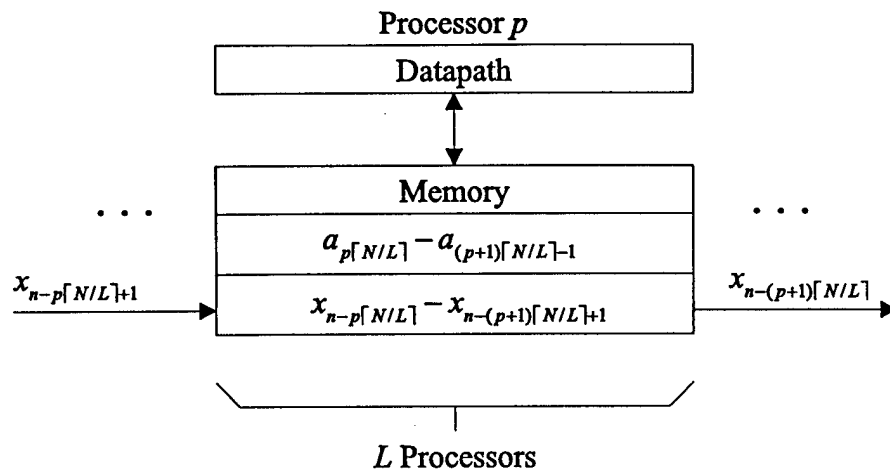 Processor p
Datapath
Memory
. . .
. . .
a_{p⌈N/L⌉} – a_{(p+1)⌈N/L⌉–1}
x_{n–p⌈N/L⌉+1}
x_{n–p⌈N/L⌉} – x_{n–(p+1)⌈N/L⌉+1}
x_{n–(p+1)⌈N/L⌉}
L Processors